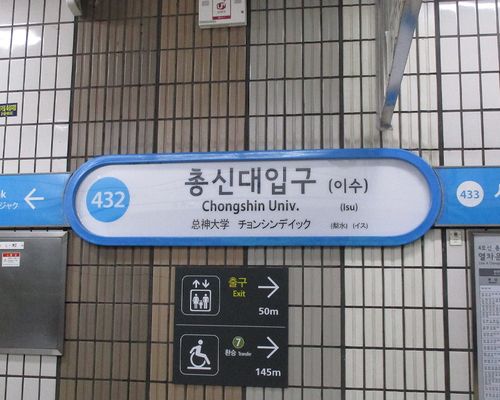 432
총신대입구 (이수)
Chongshin Univ. (Isu)
总神大学 チョンシンデイック (梨水) (イス)
433
출구
Exit
50m
7
환승 Transfer
145m